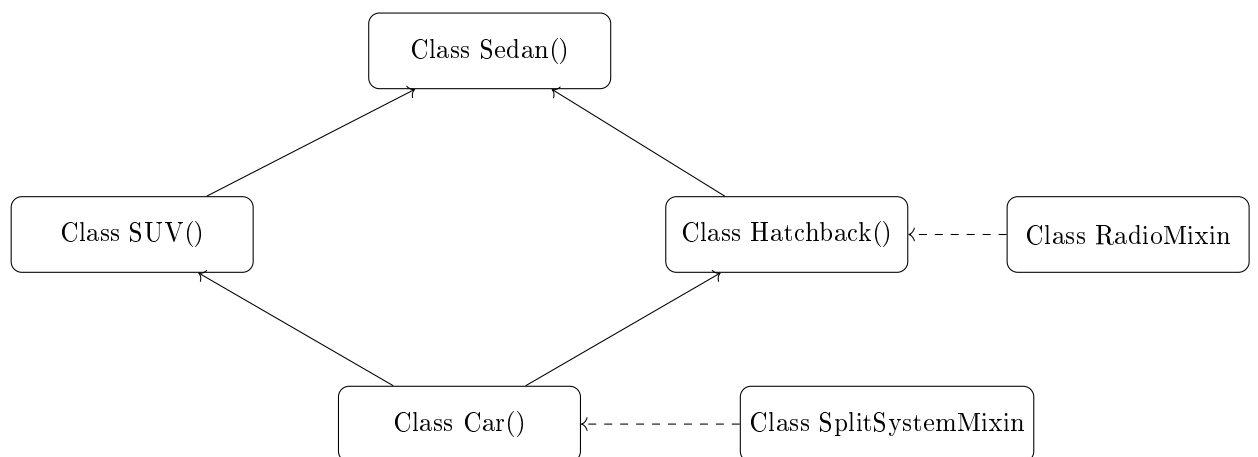 Class Sedan()
Class SUV()
Class Hatchback()
Class RadioMixin
Class Car()
Class SplitSystemMixin